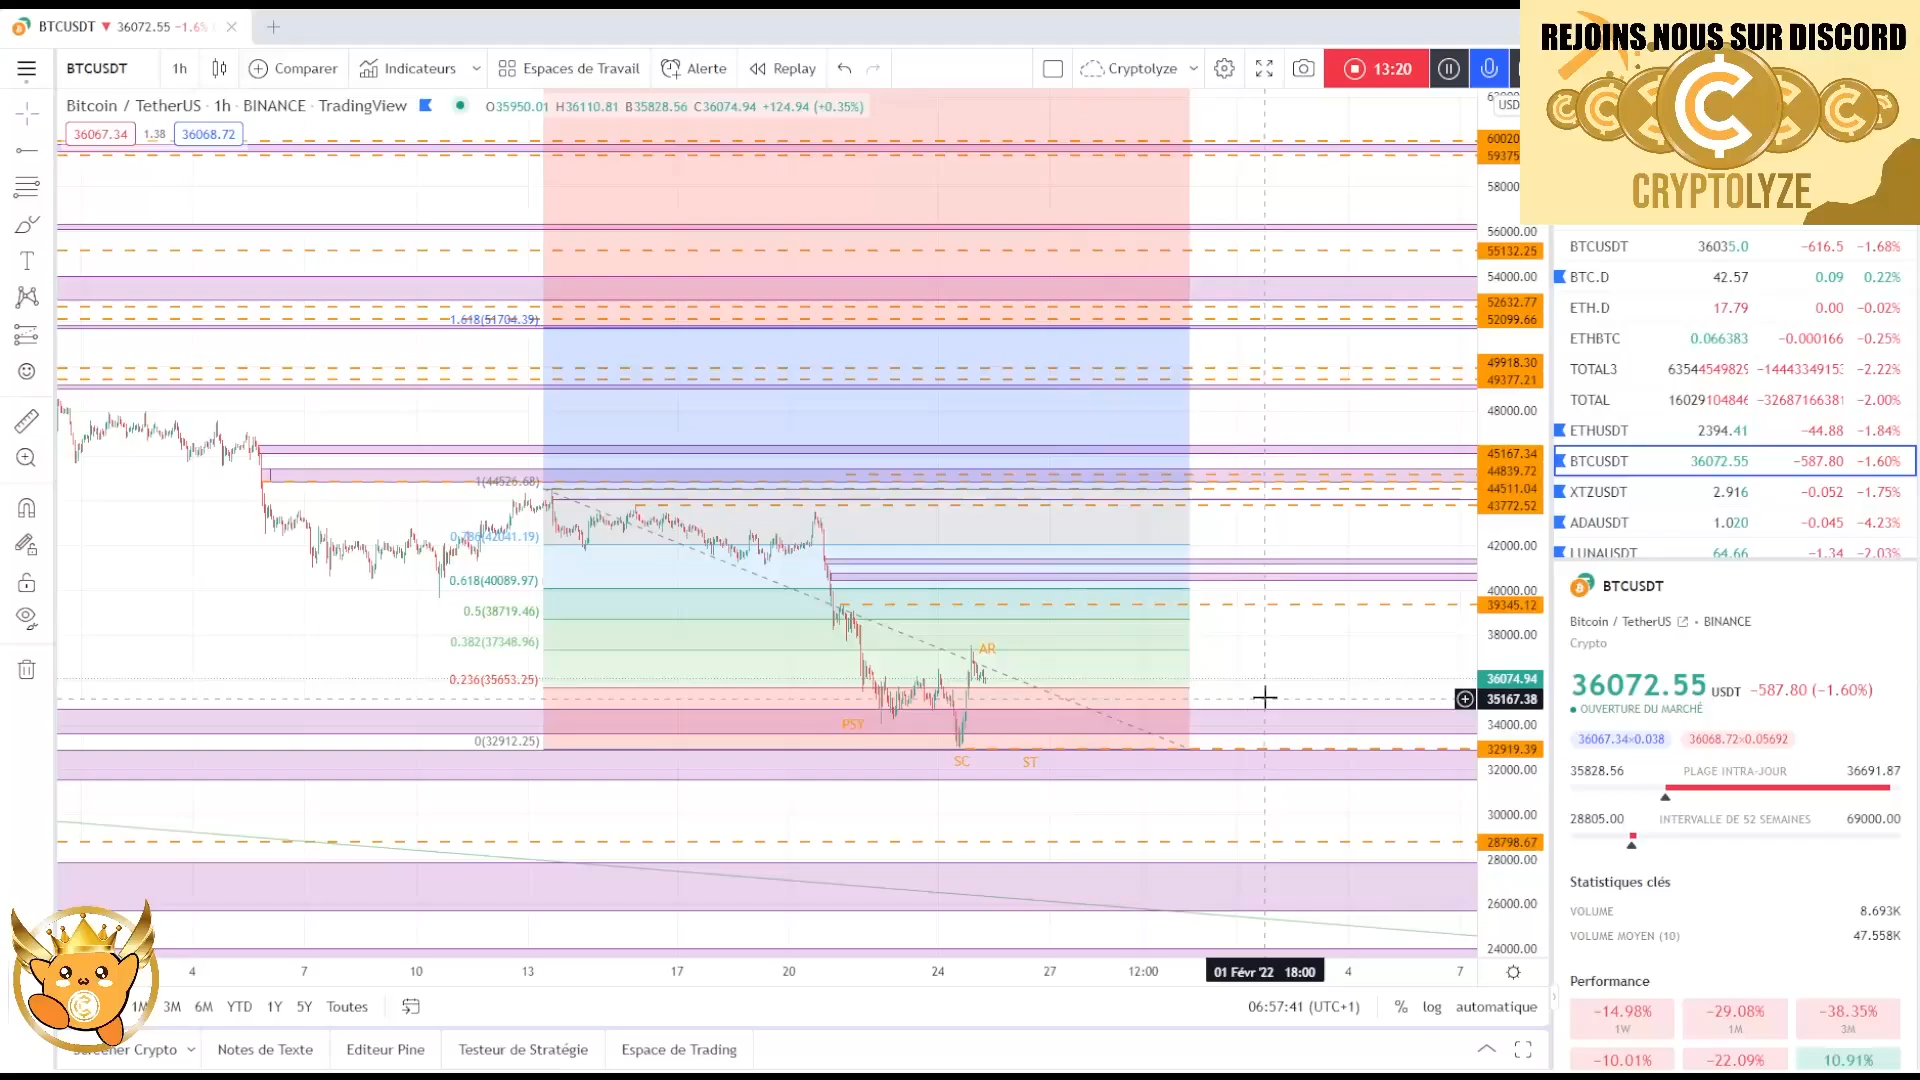 BTCUSDT ▼ 36072.55 −1.6%
REJOINS NOUS SUR DISCORD
CRYPTOLYZE
BTCUSDT 1h Comparer Indicateurs Espaces de Travail Alerte Replay Cryptolyze 13:20
Bitcoin / TetherUS · 1h · BINANCE · TradingView O35950.01 H36110.81 B35828.56 C36074.94 +124.94 (+0.35%)
36067.34 1.38 36068.72
USD
60020
59375
58000
56000.00
55132.25
54000.00
52632.77
52099.66
49918.30
49377.21
48000.00
45167.34
44839.72
44511.04
43772.52
42000.00
40000.00
39345.12
38000.00
36074.94
35167.38
34000.00
32919.39
32000.00
30000.00
28798.67
28000.00
26000.00
24000.00
1.618(51704.39)
1(44526.68)
0.786(42041.19)
0.618(40089.97)
0.5(38719.46)
0.382(37348.96)
0.236(35653.25)
0(32912.25)
AR
PSY
SC
ST
4 7 10 13 17 20 24 27 12:00 01 Févr '22 18:00 4 7
1M 3M 6M YTD 1Y 5Y Toutes 06:57:41 (UTC+1) % log automatique
Crypto Notes de Texte Editeur Pine Testeur de Stratégie Espace de Trading
BTCUSDT 36035.0 −616.5 −1.68%
BTC.D 42.57 0.09 0.22%
ETH.D 17.79 0.00 −0.02%
ETHBTC 0.066383 −0.000166 −0.25%
TOTAL3 63544549829 −14443349153 −2.22%
TOTAL 16029104846 −32687166381 −2.00%
ETHUSDT 2394.41 −44.88 −1.84%
BTCUSDT 36072.55 −587.80 −1.60%
XTZUSDT 2.916 −0.052 −1.75%
ADAUSDT 1.020 −0.045 −4.23%
LUNAUSDT 64.66 −1.34 −2.03%
BTCUSDT
Bitcoin / TetherUS • BINANCE
Crypto
36072.55 USDT −587.80 (−1.60%)
OUVERTURE DU MARCHÉ
36067.34×0.038 36068.72×0.05692
35828.56 PLAGE INTRA-JOUR 36691.87
28805.00 INTERVALLE DE 52 SEMAINES 69000.00
Statistiques clés
VOLUME 8.693K
VOLUME MOYEN (10) 47.558K
Performance
−14.98% −29.08% −38.35%
1W 1M 3M
−10.01% −22.09% 10.91%